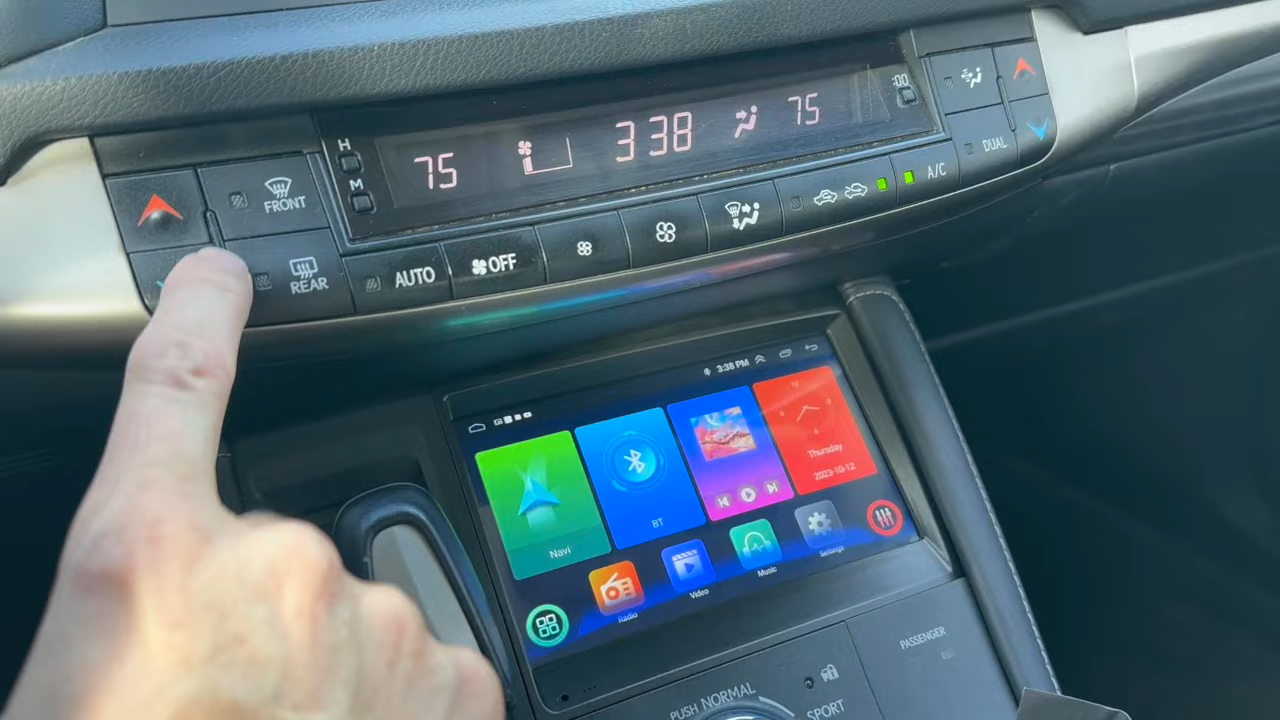 :00
H
M
75
338
75
FRONT
REAR
AUTO
OFF
A/C
DUAL
3:38 PM
Navi
BT
Thursday
2023-10-12
Radio
Video
Music
Settings
PASSENGER
PUSH NORMAL
SPORT